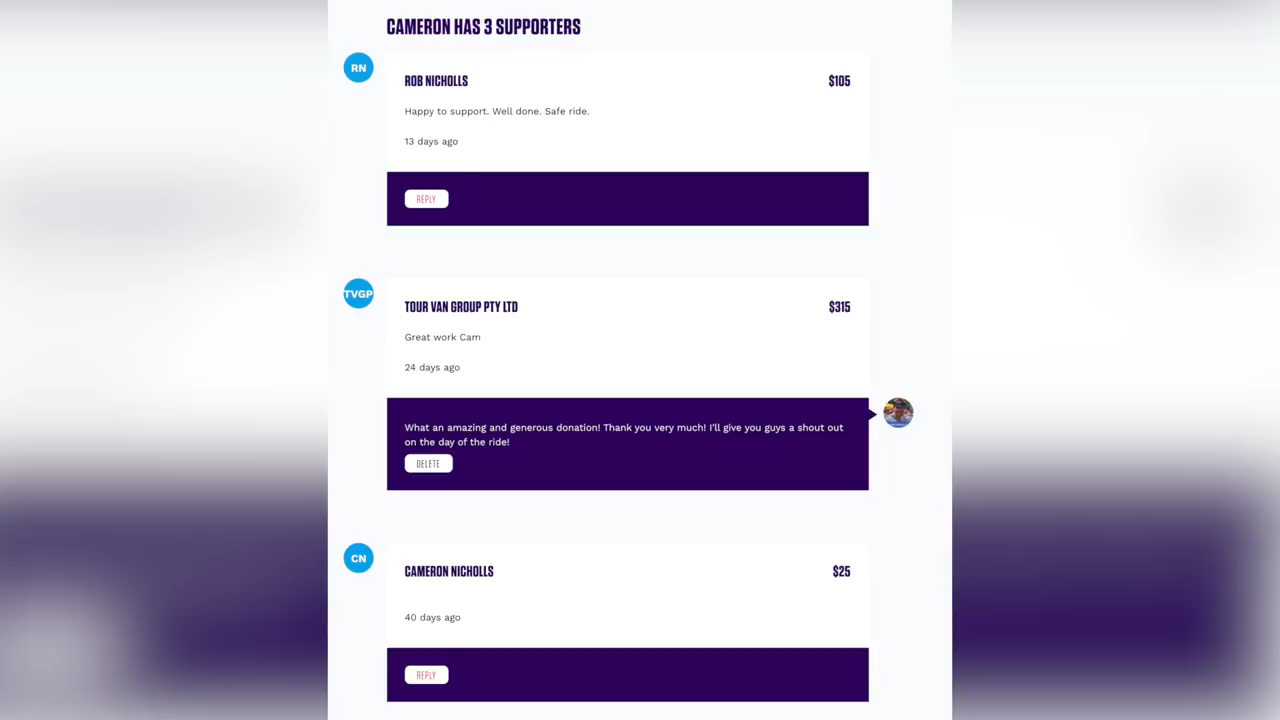 CAMERON HAS 3 SUPPORTERS
RN
ROB NICHOLLS $105
Happy to support. Well done. Safe ride.
13 days ago
REPLY
TVGP
TOUR VAN GROUP PTY LTD $315
Great work Cam
24 days ago
What an amazing and generous donation! Thank you very much! I'll give you guys a shout out
on the day of the ride!
DELETE
CN
CAMERON NICHOLLS $25
40 days ago
REPLY